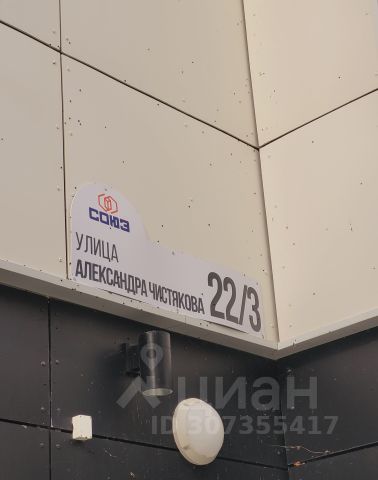 СОЮЗ
УЛИЦА
АЛЕКСАНДРА ЧИСТЯКОВА 22/3
циан
ID 307355417